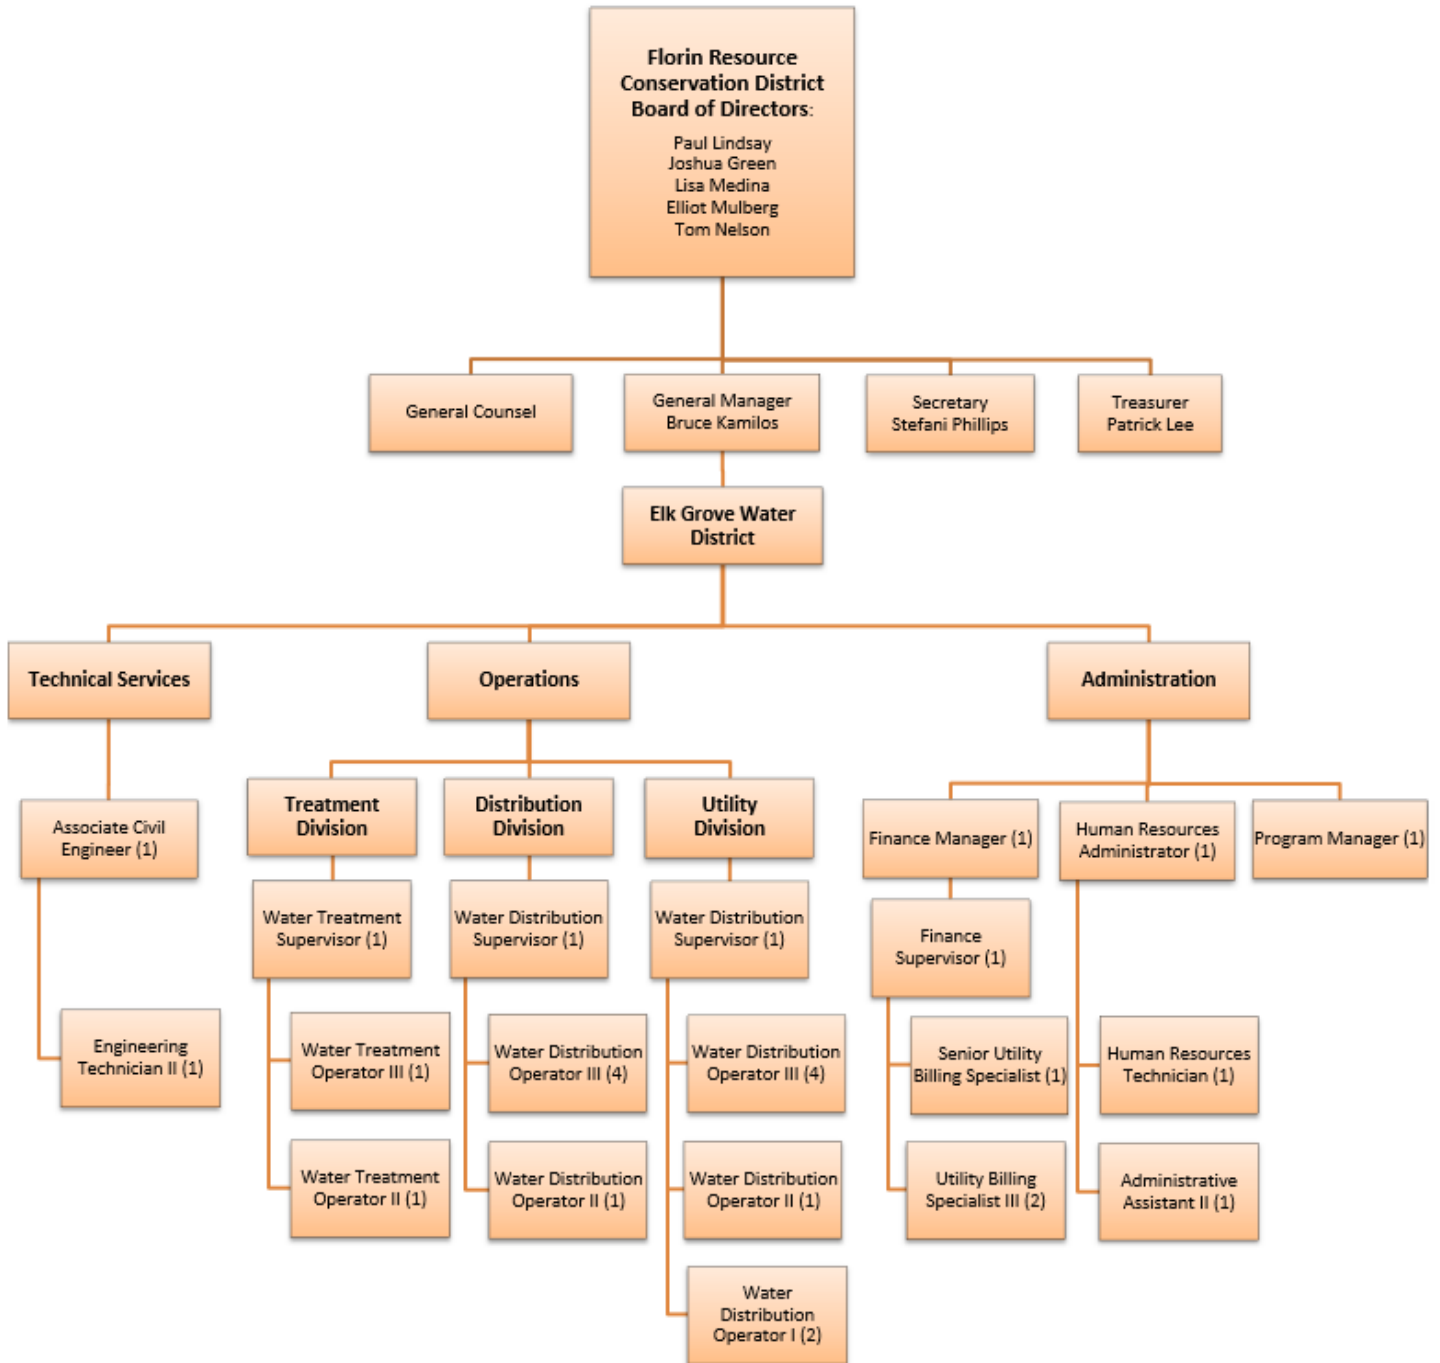 Florin Resource
Conservation District
Board of Directors:
Paul Lindsay
Joshua Green
Lisa Medina
Elliot Mulberg
Tom Nelson
General Counsel
General Manager
Bruce Kamilos
Secretary
Stefani Phillips
Treasurer
Patrick Lee
Elk Grove Water
District
Technical Services
Operations
Administration
Associate Civil
Engineer (1)
Engineering
Technician II (1)
Treatment
Division
Water Treatment
Supervisor (1)
Water Treatment
Operator III (1)
Water Treatment
Operator II (1)
Distribution
Division
Water Distribution
Supervisor (1)
Water Distribution
Operator III (4)
Water Distribution
Operator II (1)
Utility
Division
Water Distribution
Supervisor (1)
Water Distribution
Operator III (4)
Water Distribution
Operator II (1)
Water
Distribution
Operator I (2)
Finance Manager (1)
Finance
Supervisor (1)
Senior Utility
Billing Specialist (1)
Utility Billing
Specialist III (2)
Human Resources
Administrator (1)
Human Resources
Technician (1)
Administrative
Assistant II (1)
Program Manager (1)